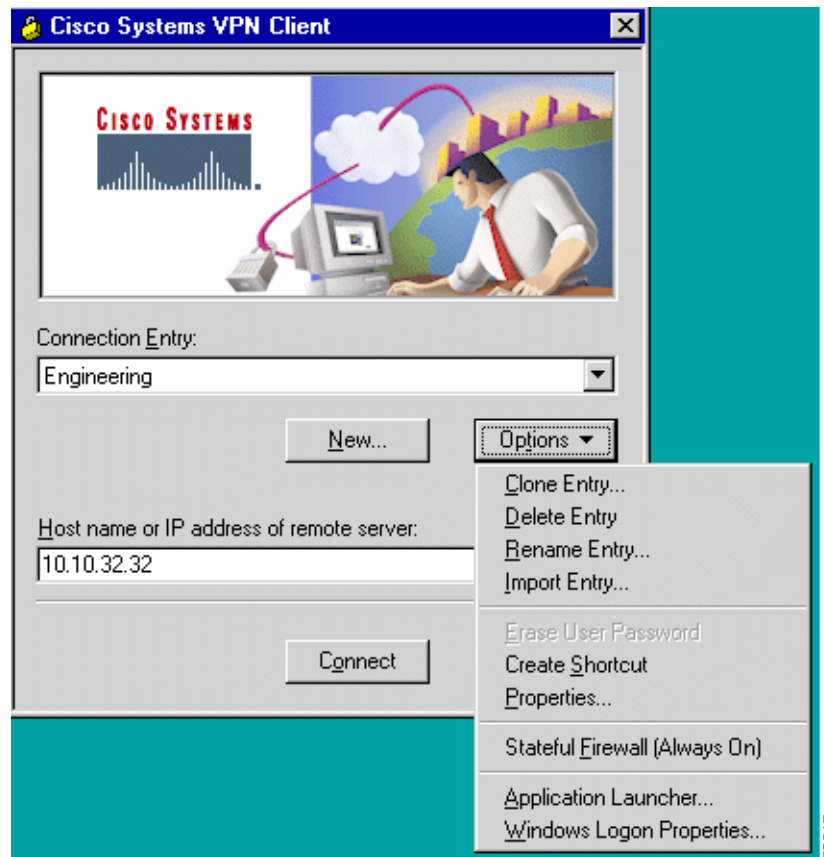 Cisco Systems VPN Client
CISCO SYSTEMS
Connection Entry:
Engineering
New...
Options
Clone Entry...
Delete Entry
Rename Entry...
Import Entry...
Erase User Password
Create Shortcut
Properties...
Stateful Firewall (Always On)
Application Launcher...
Windows Logon Properties...
Host name or IP address of remote server:
10.10.32.32
Connect